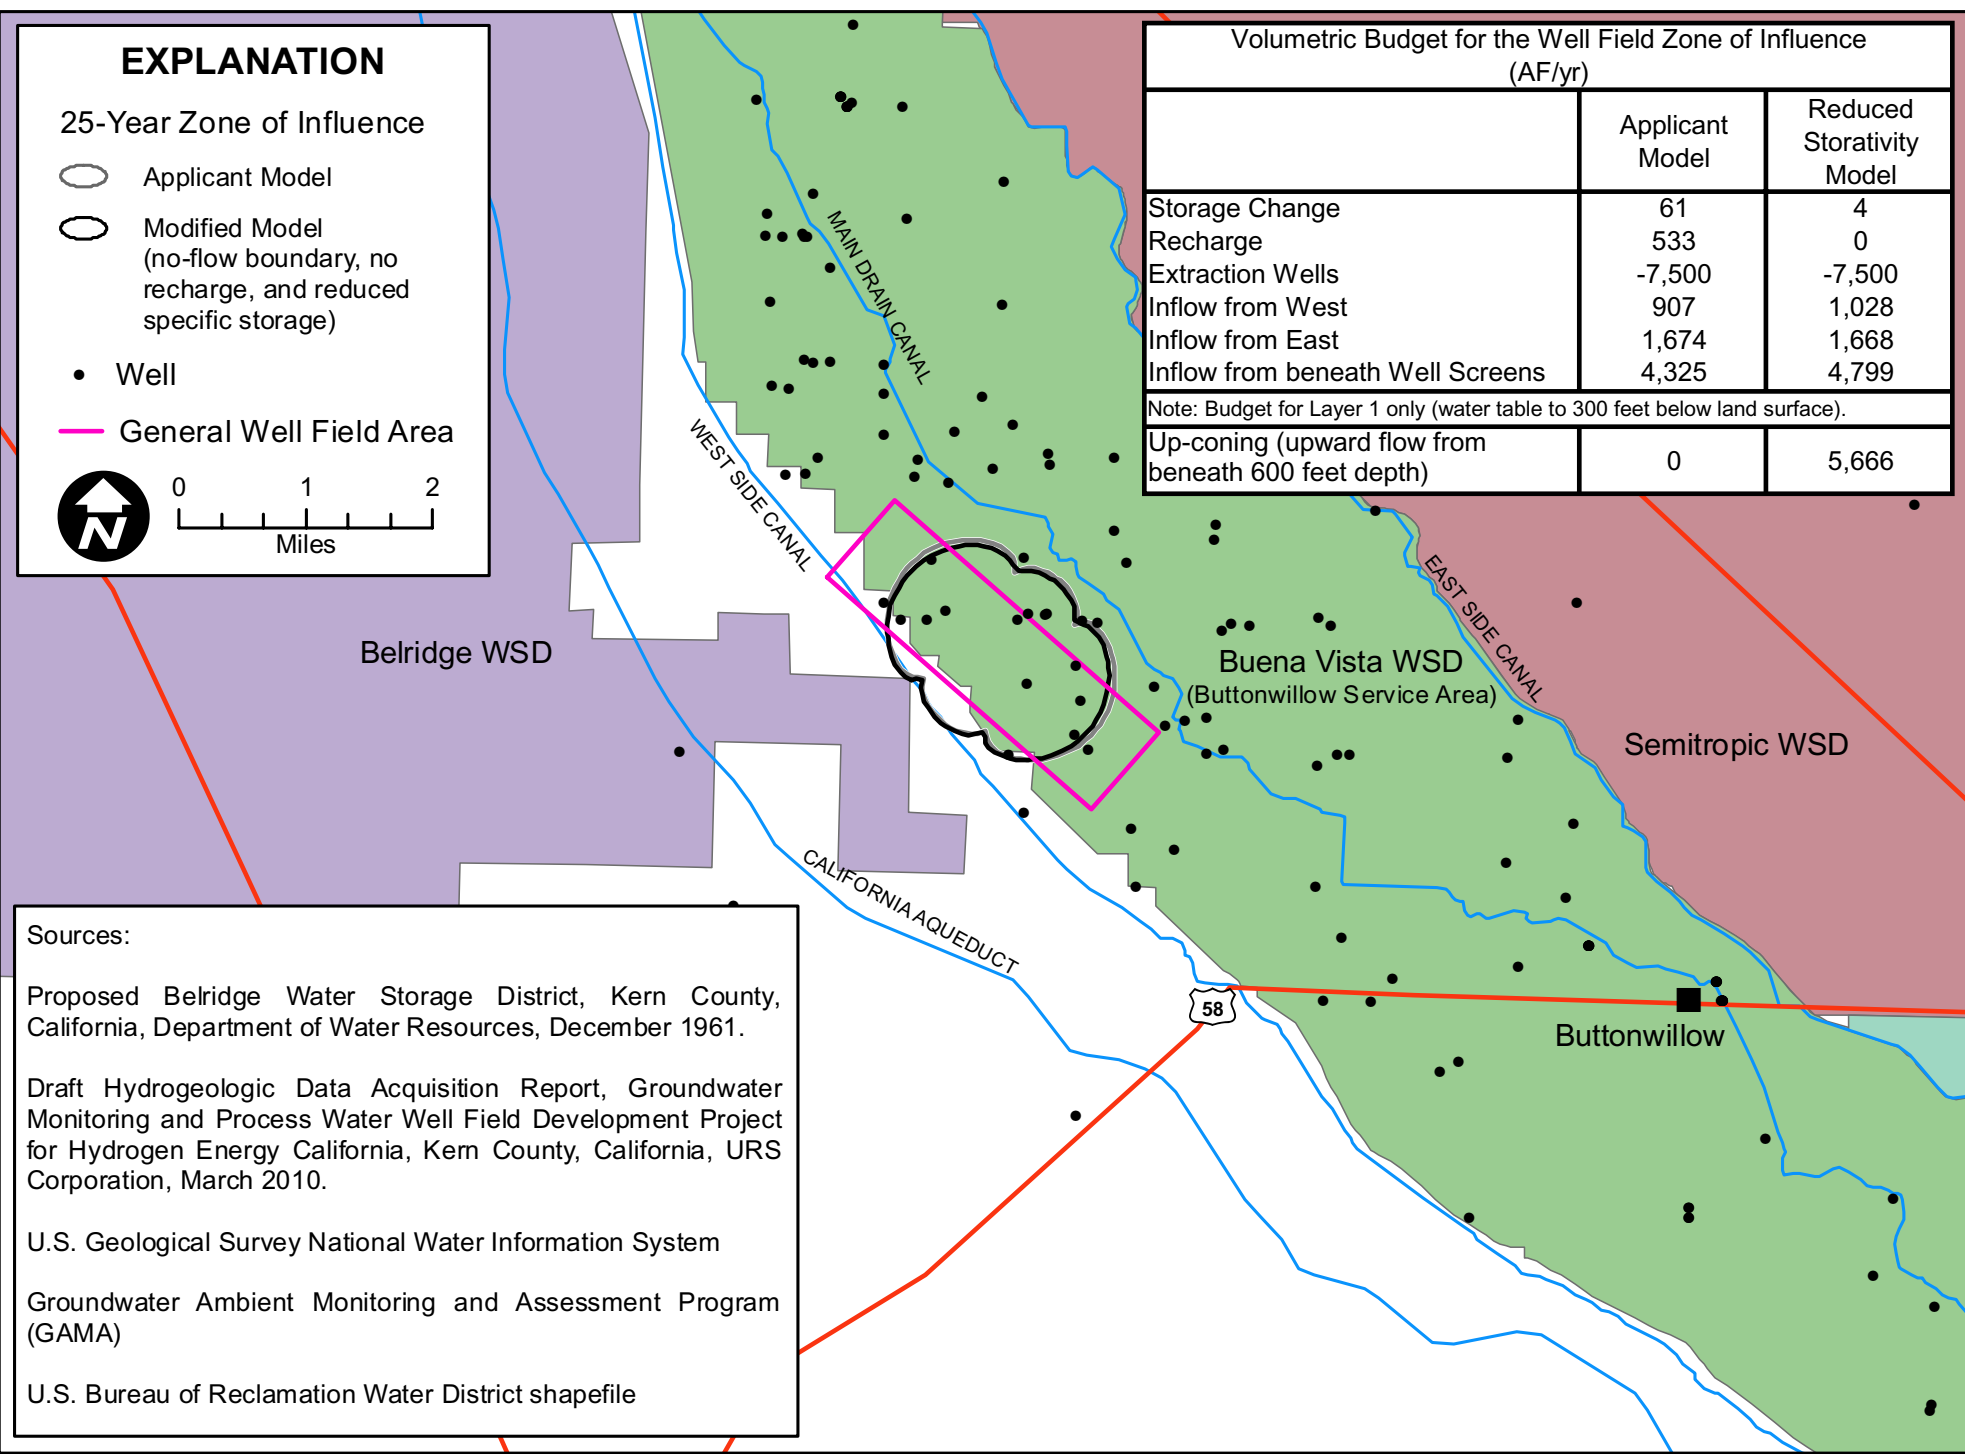 EXPLANATION
25-Year Zone of Influence
Applicant Model
Modified Model
(no-flow boundary, no
recharge, and reduced
specific storage)
Well
General Well Field Area
N
0 1 2
Miles
Volumetric Budget for the Well Field Zone of Influence
(AF/yr)
Applicant
Model
Reduced
Storativity
Model
Storage Change 61 4
Recharge 533 0
Extraction Wells -7,500 -7,500
Inflow from West 907 1,028
Inflow from East 1,674 1,668
Inflow from beneath Well Screens 4,325 4,799
Note: Budget for Layer 1 only (water table to 300 feet below land surface).
Up-coning (upward flow from
beneath 600 feet depth) 0 5,666
MAIN DRAIN CANAL
WEST SIDE CANAL
EAST SIDE CANAL
Belridge WSD
Buena Vista WSD
(Buttonwillow Service Area)
Semitropic WSD
CALIFORNIA AQUEDUCT
58
Buttonwillow
Sources:
Proposed Belridge Water Storage District, Kern County,
California, Department of Water Resources, December 1961.
Draft Hydrogeologic Data Acquisition Report, Groundwater
Monitoring and Process Water Well Field Development Project
for Hydrogen Energy California, Kern County, California, URS
Corporation, March 2010.
U.S. Geological Survey National Water Information System
Groundwater Ambient Monitoring and Assessment Program
(GAMA)
U.S. Bureau of Reclamation Water District shapefile